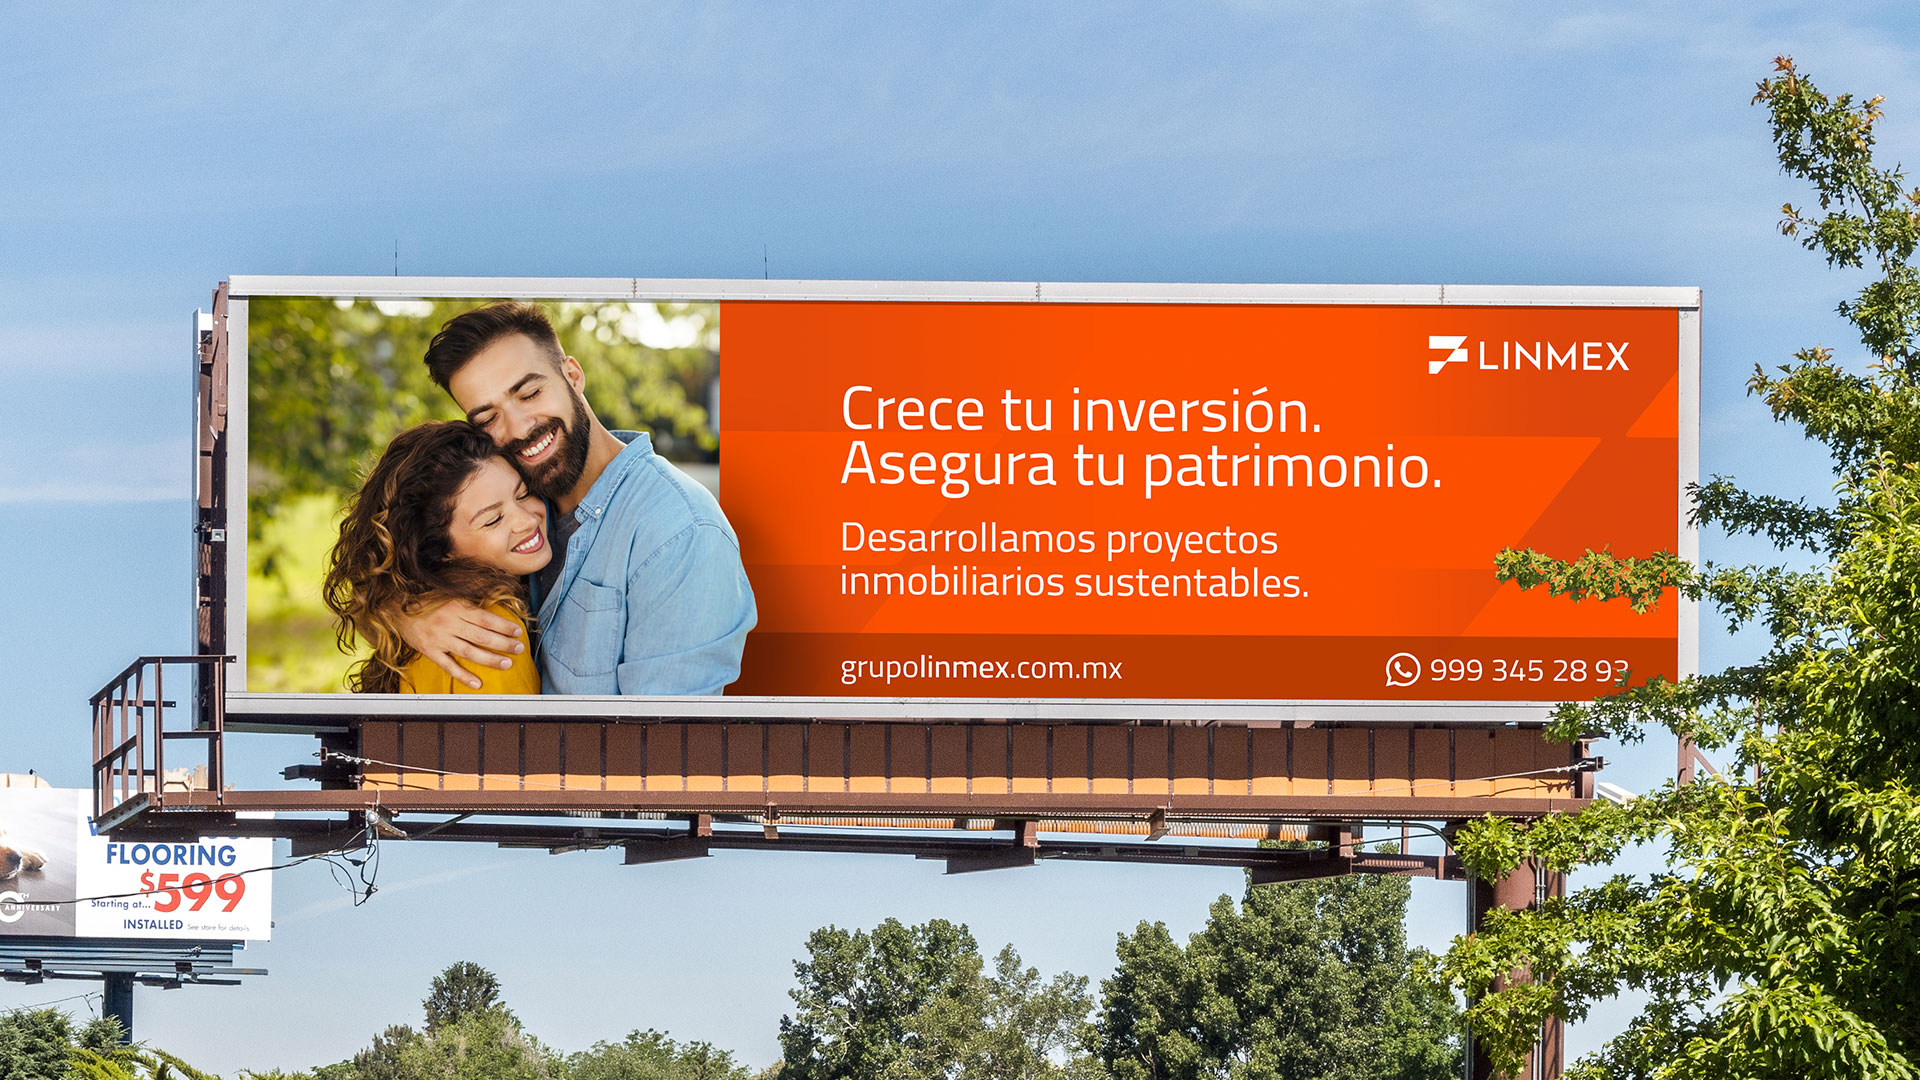 LINMEX
Crece tu inversión.
Asegura tu patrimonio.
Desarrollamos proyectos
inmobiliarios sustentables.
grupolinmex.com.mx
999 345 28 93
FLOORING
Starting at... $599
INSTALLED See store for details
ANNIVERSARY